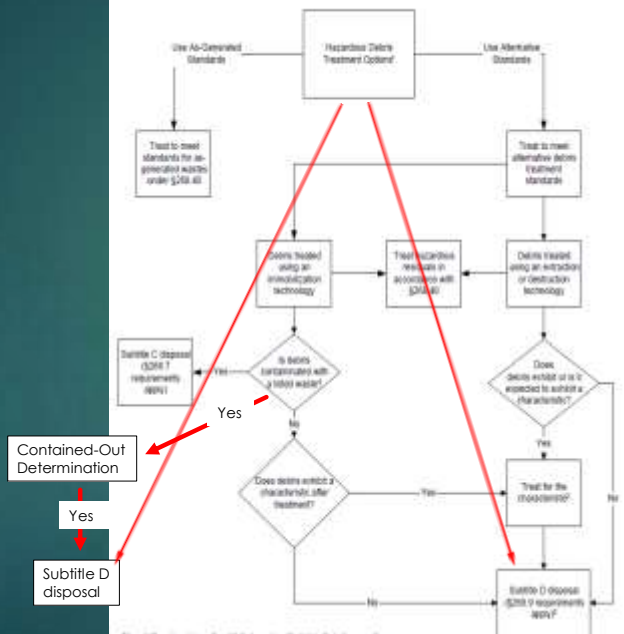 Use As-Generated
Standards
Hazardous Debris
Treatment Options¹
Use Alternative
Standards
Treat to meet
standards for as-
generated wastes
under §268.40
Treat to meet
alternative debris
treatment
standards
Debris treated
using an
immobilization
technology
Treat hazardous
residuals in
accordance with
§268.40
Debris treated
using an extraction
or destruction
technology
Subtitle C disposal
(§268.7
requirements
apply)
Yes
Is debris
contaminated with
a listed waste?
Does
debris exhibit or is it
expected to exhibit a
characteristic?
Yes
Contained-Out
Determination
No
Yes
Does debris exhibit a
characteristic, after
treatment?
Yes
Treat for the
characteristic²
No
Yes
Subtitle D
disposal
No
Subtitle D disposal
(§268.9 requirements
apply)